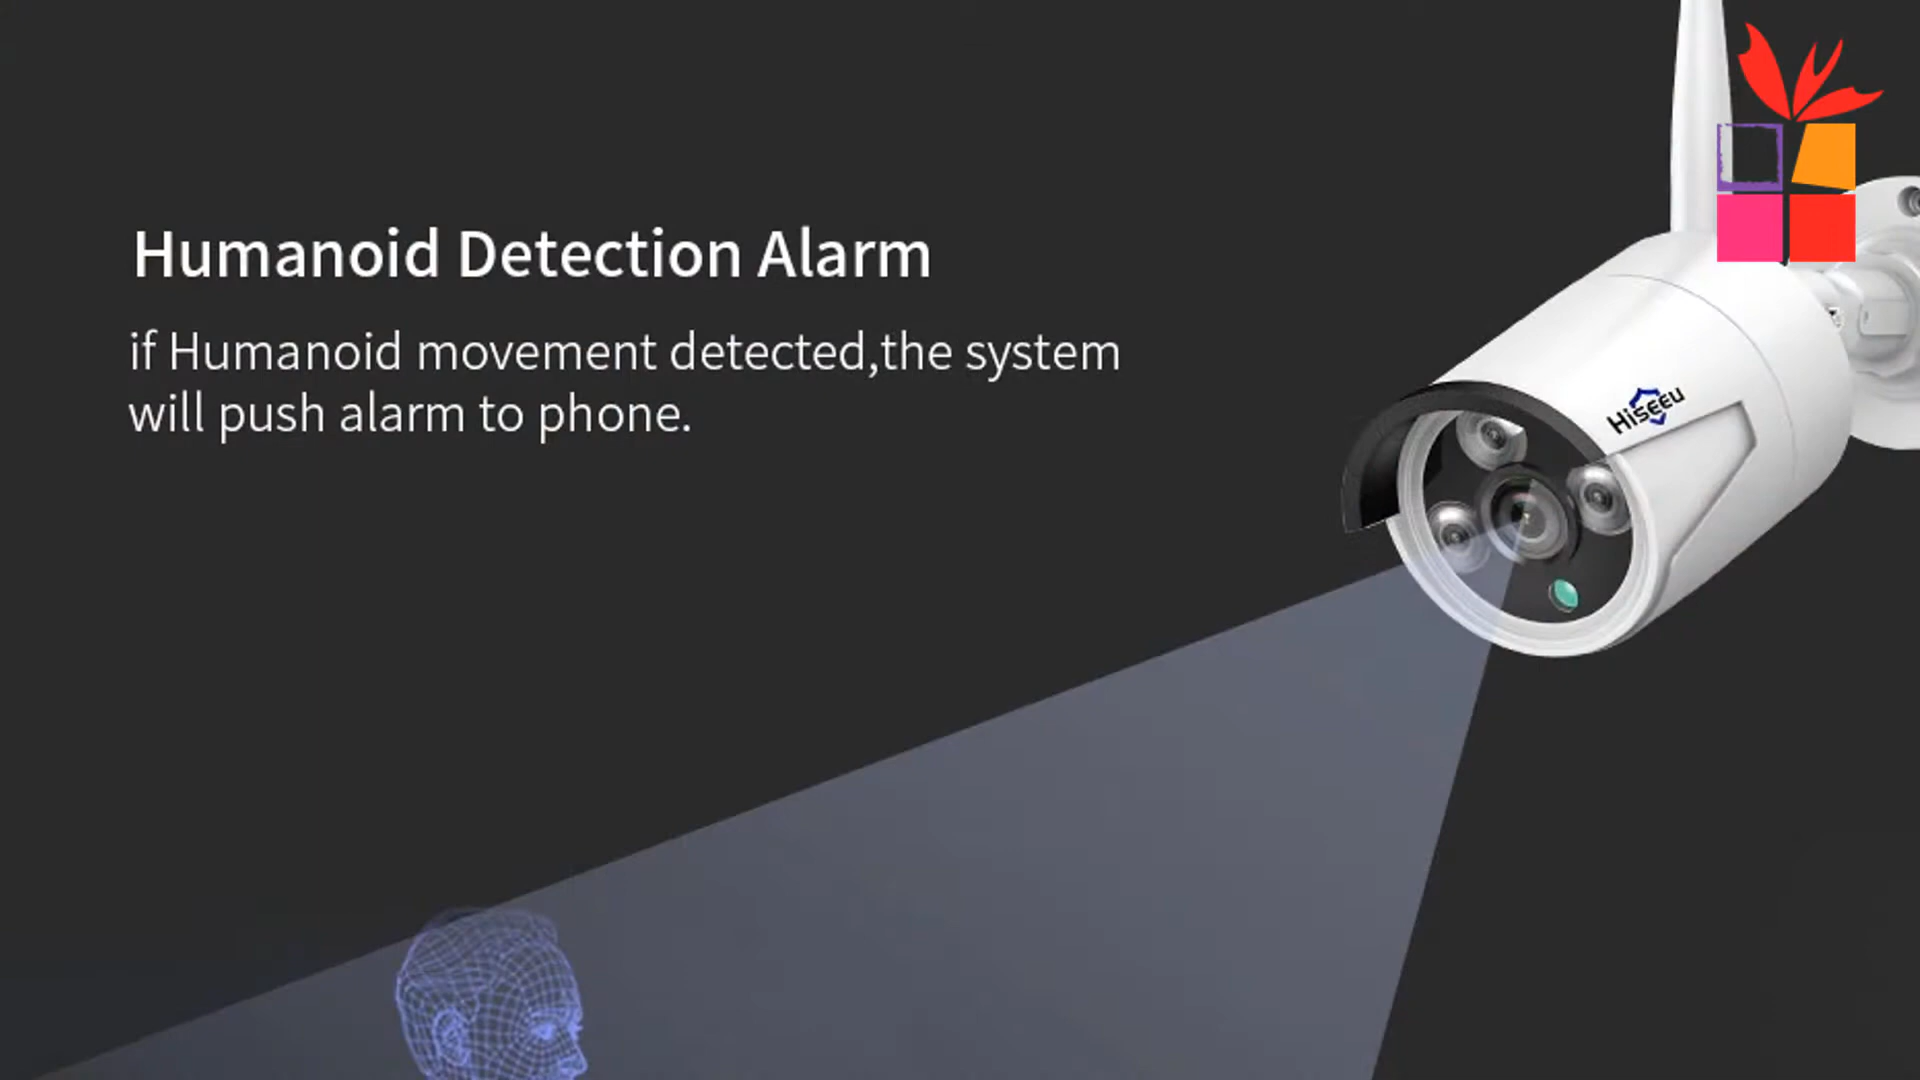 Humanoid Detection Alarm
if Humanoid movement detected,the system
will push alarm to phone.
Hiseeu